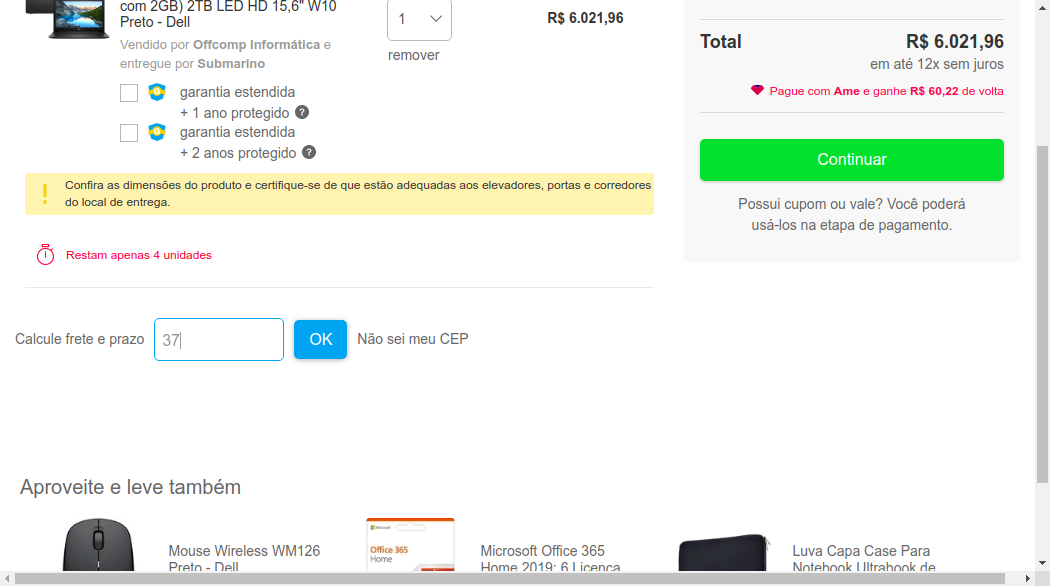 com 2GB) 2TB LED HD 15,6" W10
Preto - Dell
Vendido por Offcomp Informática e
entregue por Submarino
1
remover
R$ 6.021,96
garantia estendida
+ 1 ano protegido ?
garantia estendida
+ 2 anos protegido ?
! Confira as dimensões do produto e certifique-se de que estão adequadas aos elevadores, portas e corredores
do local de entrega.
Restam apenas 4 unidades
Calcule frete e prazo 37 OK Não sei meu CEP
Total R$ 6.021,96
em até 12x sem juros
Pague com Ame e ganhe R$ 60,22 de volta
Continuar
Possui cupom ou vale? Você poderá
usá-los na etapa de pagamento.
Aproveite e leve também
Mouse Wireless WM126
Preto - Dell
Microsoft
Office 365
Home
Microsoft Office 365
Home 2019: 6 Licença
Luva Capa Case Para
Notebook Ultrabook de